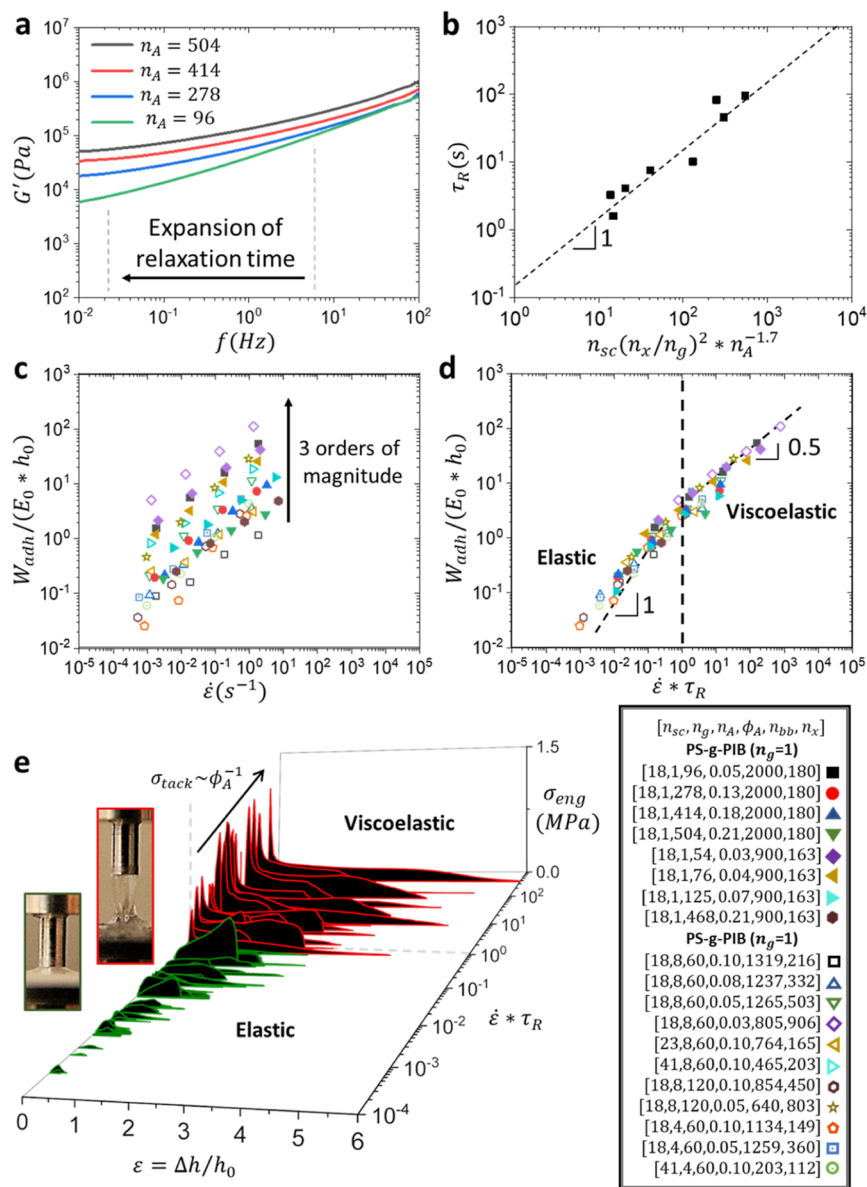 a
n_A = 504
n_A = 414
n_A = 278
n_A = 96
10^7
10^6
10^5
10^4
10^3
10^2
G′(Pa)
Expansion of
relaxation time
10^-2 10^-1 10^0 10^1 10^2
f(Hz)
b
10^3
10^2
10^1
10^0
10^-1
τ_R(s)
1
10^0 10^1 10^2 10^3 10^4
n_sc(n_x/n_g)^2 * n_A^-1.7
c
10^3
10^2
10^1
10^0
10^-1
10^-2
W_adh/(E_0 * h_0)
3 orders of
magnitude
10^-5 10^-4 10^-3 10^-2 10^-1 10^0 10^1 10^2 10^3 10^4 10^5
ε̇(s^-1)
d
10^3
10^2
10^1
10^0
10^-1
10^-2
W_adh/(E_0 * h_0)
0.5
Viscoelastic
Elastic
1
10^-5 10^-4 10^-3 10^-2 10^-1 10^0 10^1 10^2 10^3 10^4 10^5
ε̇ * τ_R
e
σ_tack~ϕ_A^-1
1.5
σ_eng
(MPa)
0.0
Viscoelastic
Elastic
10^2
10^1
10^0
10^-1
10^-2
10^-3
10^-4
ε̇ * τ_R
0 1 2 3 4 5 6
ε = Δh/h_0
[n_sc, n_g, n_A, ϕ_A, n_bb, n_x]
PS-g-PIB (n_g=1)
[18,1,96,0.05,2000,180]
[18,1,278,0.13,2000,180]
[18,1,414,0.18,2000,180]
[18,1,504,0.21,2000,180]
[18,1,54,0.03,900,163]
[18,1,76,0.04,900,163]
[18,1,125,0.07,900,163]
[18,1,468,0.21,900,163]
PS-g-PIB (n_g=1)
[18,8,60,0.10,1319,216]
[18,8,60,0.08,1237,332]
[18,8,60,0.05,1265,503]
[18,8,60,0.03,805,906]
[23,8,60,0.10,764,165]
[41,8,60,0.10,465,203]
[18,8,120,0.10,854,450]
[18,8,120,0.05,640,803]
[18,4,60,0.10,1134,149]
[18,4,60,0.05,1259,360]
[41,4,60,0.10,203,112]